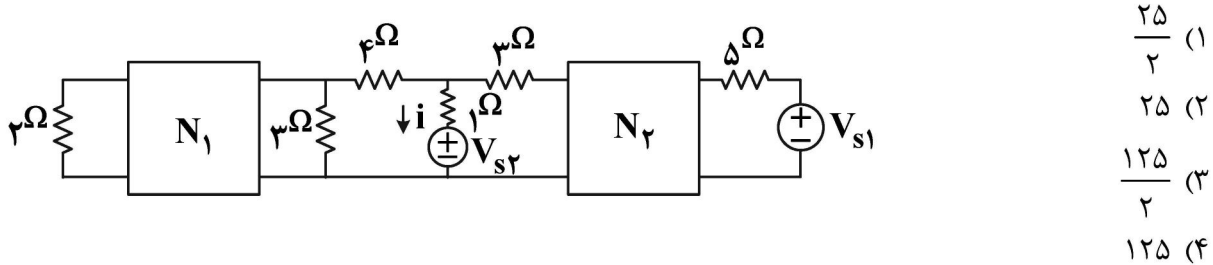 ۲Ω
N۱
۳Ω
۴Ω
i
۱Ω
Vs۲
۳Ω
N۲
۵Ω
Vs۱
۱) ۲۵/۲
۲) ۲۵
۳) ۱۲۵/۲
۴) ۱۲۵